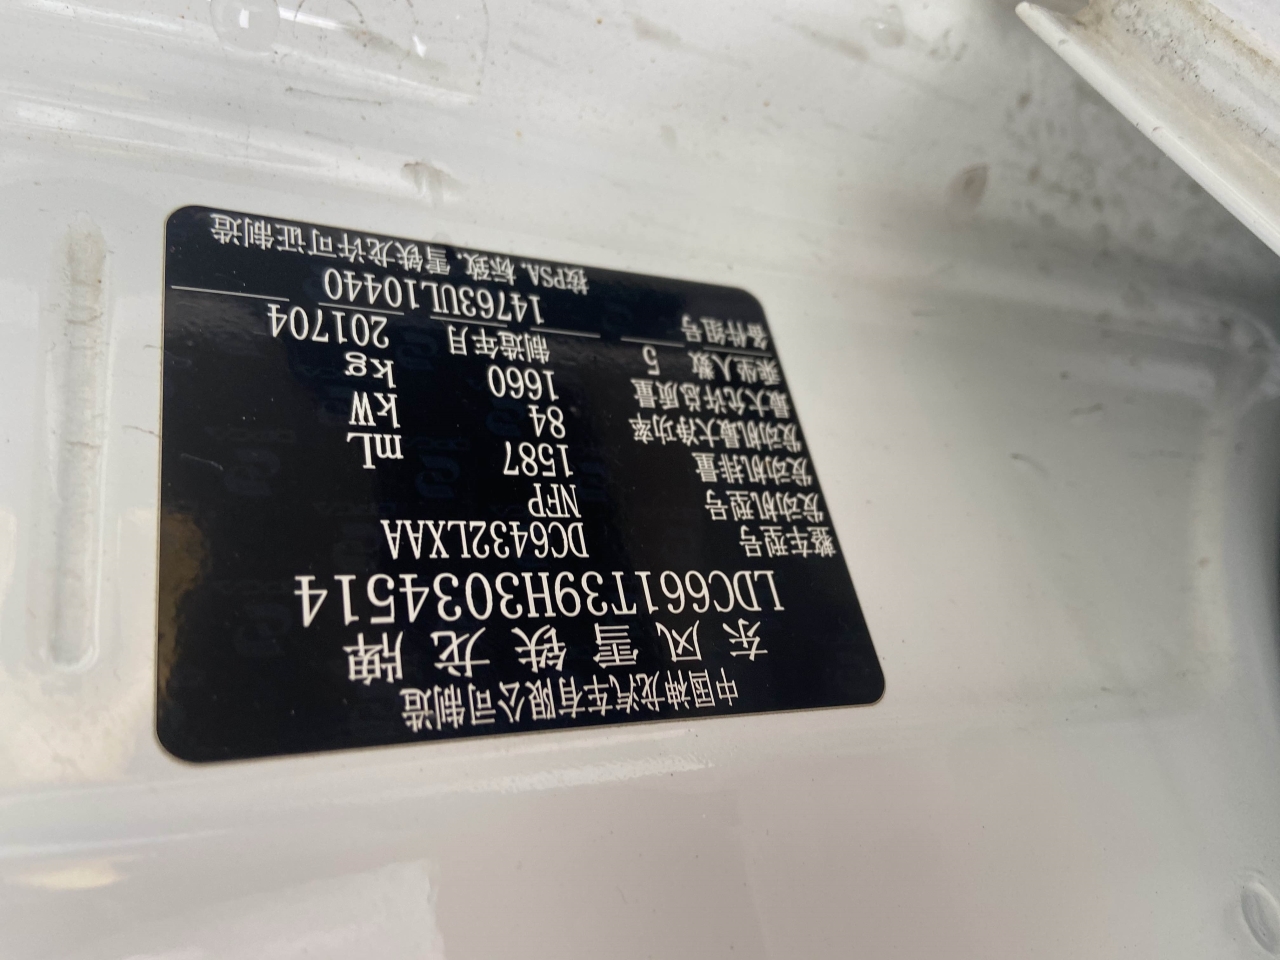 中国神龙汽车有限公司制造
东风雪铁龙牌
LDC661T39H3034514
整车型号 DC6432LXAA
发动机型号 NFP
发动机排量 1587 mL
发动机最大净功率 84 kW
最大允许总质量 1660 kg
乘坐人数 5 制造年月 201704
备件组号 14763UL10440
按PSA.标致.雪铁龙许可证制造